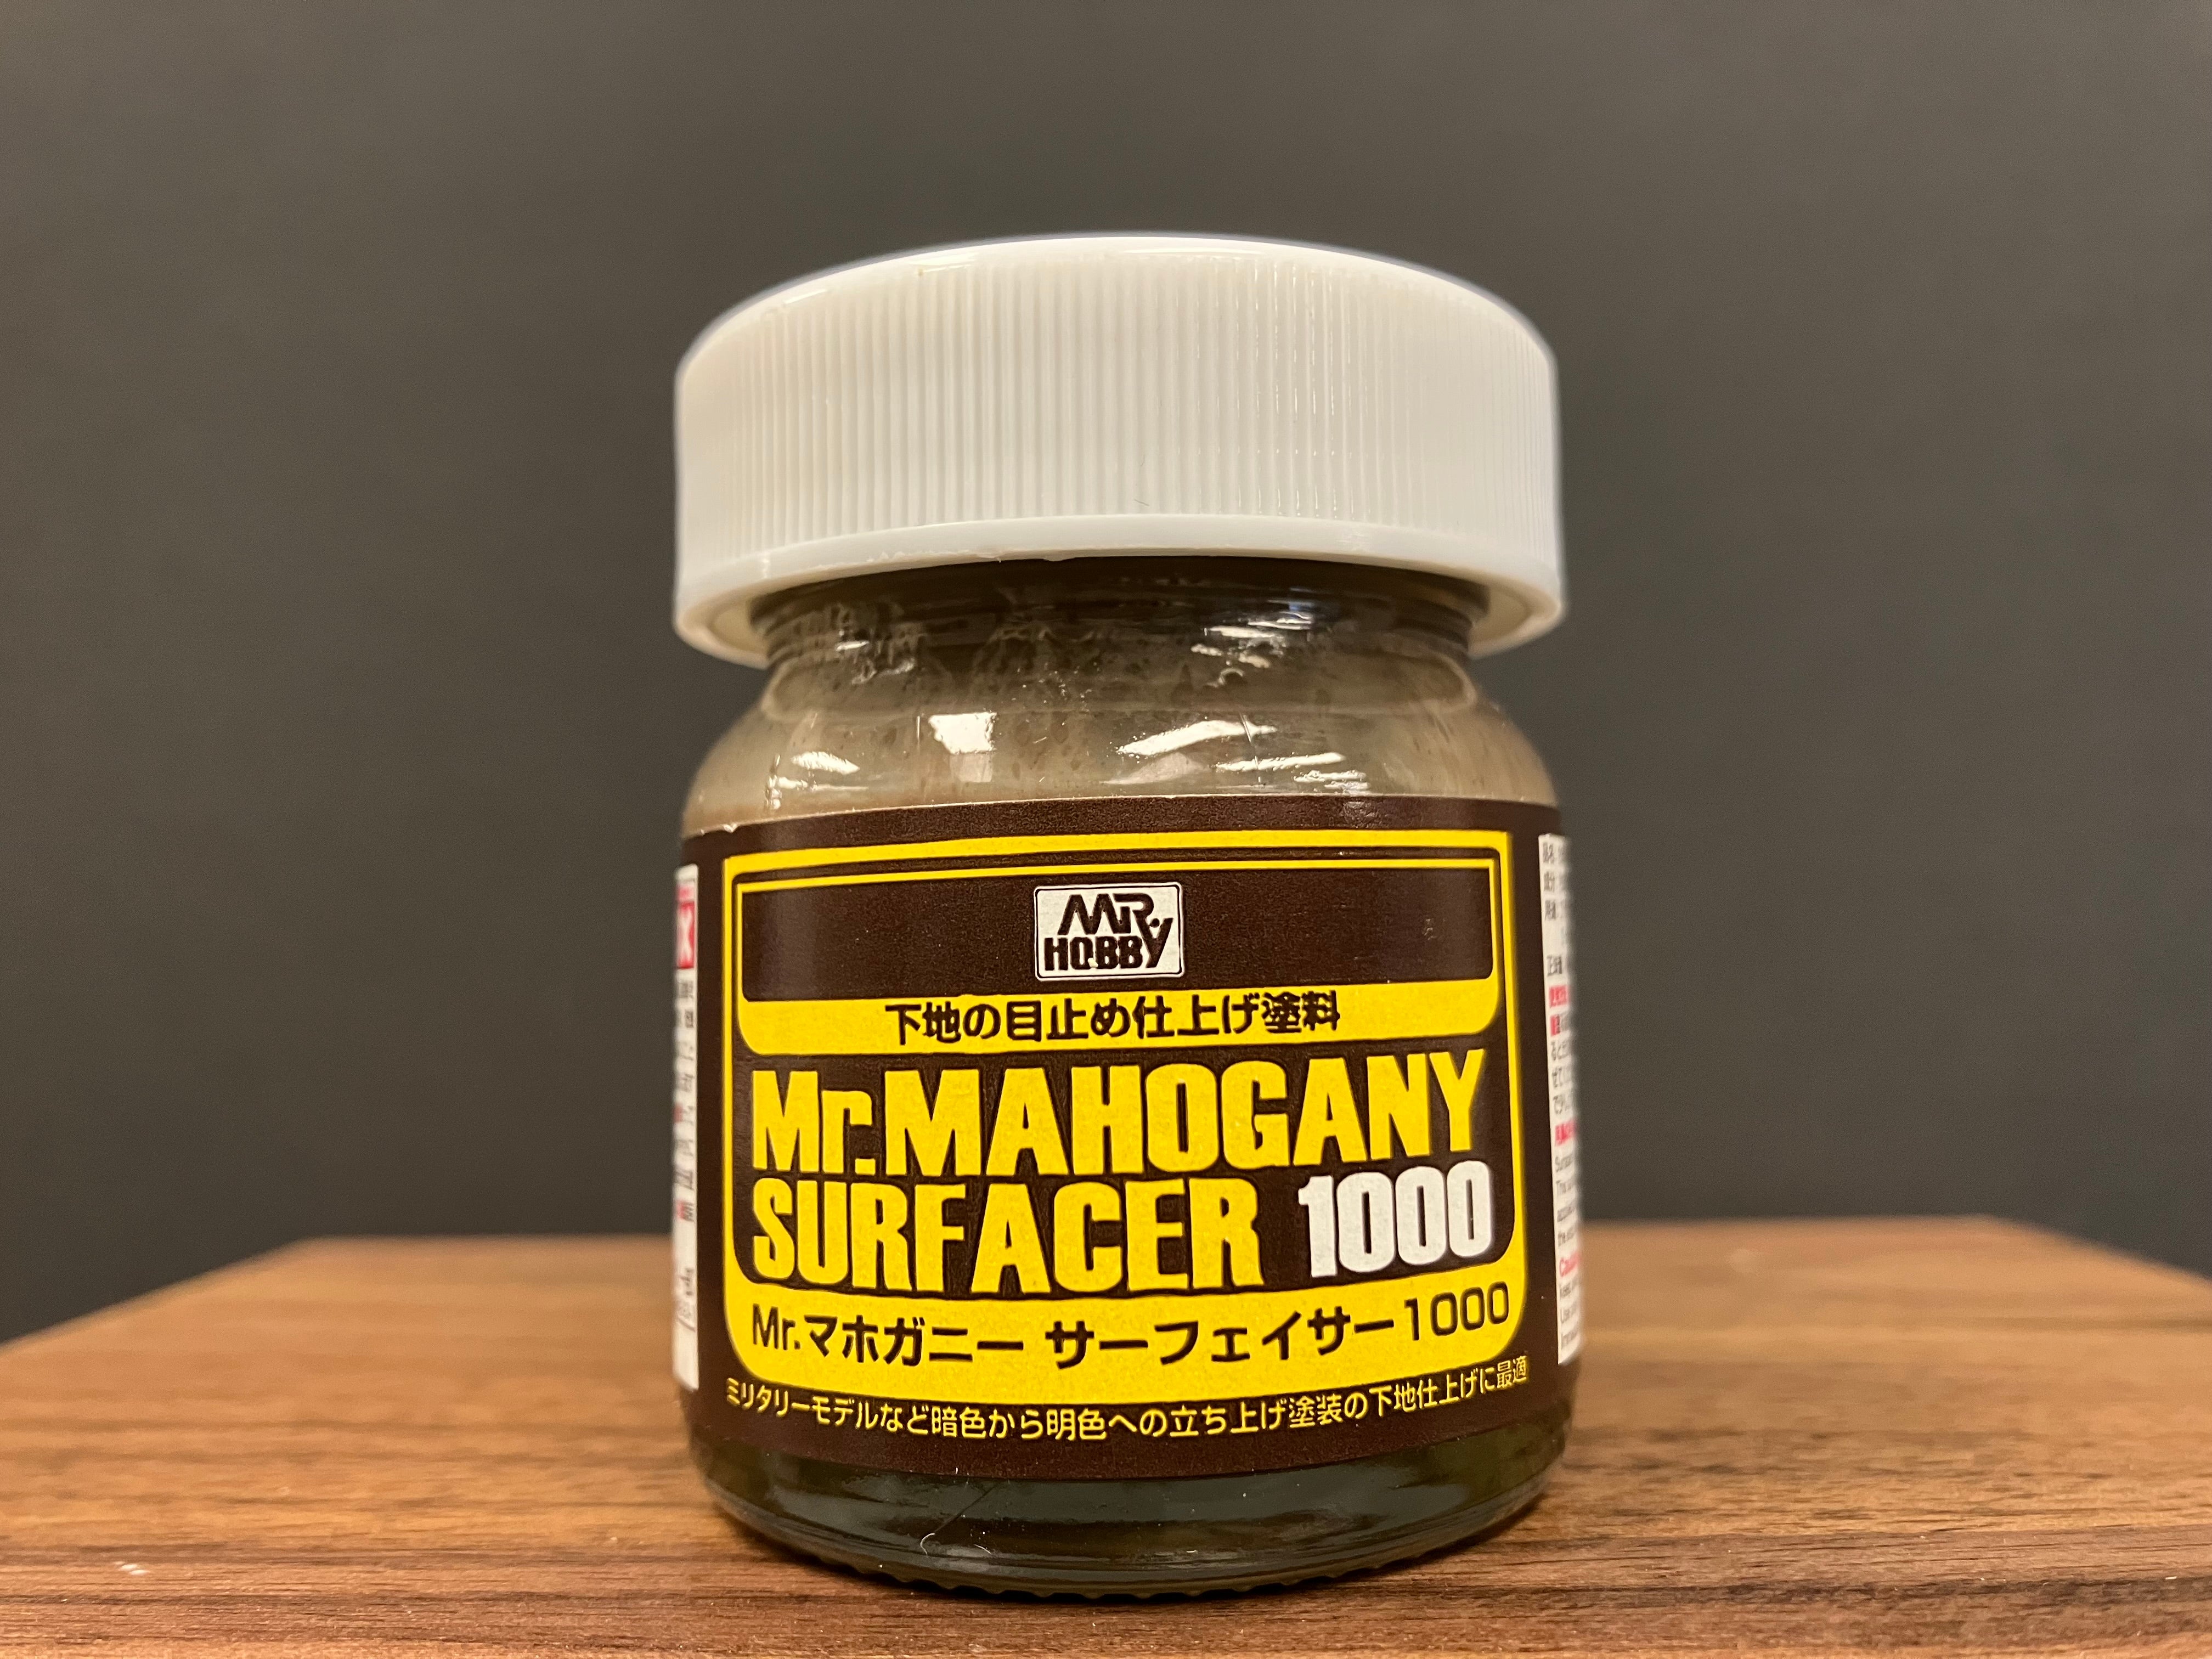 MR.
HOBBY
下地の目止め仕上げ塗料
Mr.MAHOGANY
SURFACER 1000
Mr.マホガニー サーフェイサー1000
ミリタリーモデルなど暗色から明色への立ち上げ塗装の下地仕上げに最適